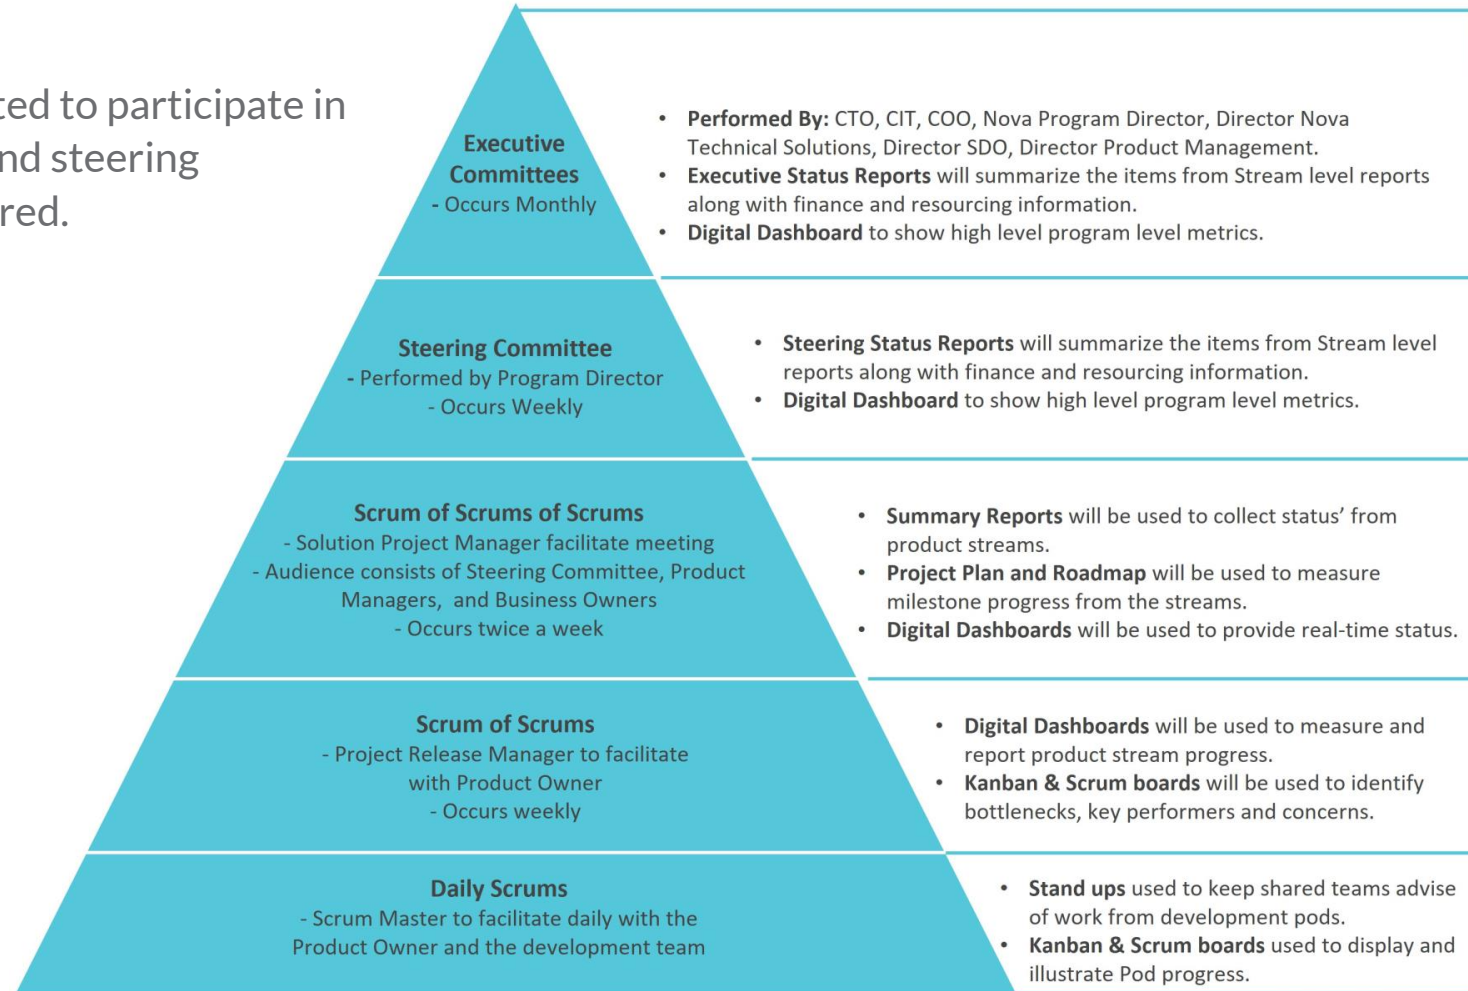 ted to participate in
nd steering
red.
Executive
Committees
- Occurs Monthly
• Performed By: CTO, CIT, COO, Nova Program Director, Director Nova
Technical Solutions, Director SDO, Director Product Management.
• Executive Status Reports will summarize the items from Stream level reports
along with finance and resourcing information.
• Digital Dashboard to show high level program level metrics.
Steering Committee
- Performed by Program Director
- Occurs Weekly
• Steering Status Reports will summarize the items from Stream level
reports along with finance and resourcing information.
• Digital Dashboard to show high level program level metrics.
Scrum of Scrums of Scrums
- Solution Project Manager facilitate meeting
- Audience consists of Steering Committee, Product
Managers, and Business Owners
- Occurs twice a week
• Summary Reports will be used to collect status’ from
product streams.
• Project Plan and Roadmap will be used to measure
milestone progress from the streams.
• Digital Dashboards will be used to provide real-time status.
Scrum of Scrums
- Project Release Manager to facilitate
with Product Owner
- Occurs weekly
• Digital Dashboards will be used to measure and
report product stream progress.
• Kanban & Scrum boards will be used to identify
bottlenecks, key performers and concerns.
Daily Scrums
- Scrum Master to facilitate daily with the
Product Owner and the development team
• Stand ups used to keep shared teams advise
of work from development pods.
• Kanban & Scrum boards used to display and
illustrate Pod progress.